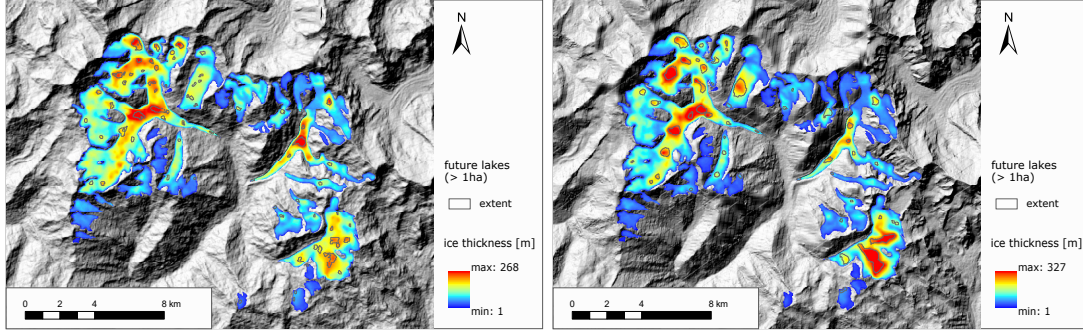 N
future lakes
(> 1ha)
extent
ice thickness [m]
max: 268
min: 1
0 2 4 8 km
N
future lakes
(> 1ha)
extent
ice thickness [m]
max: 327
min: 1
0 2 4 8 km